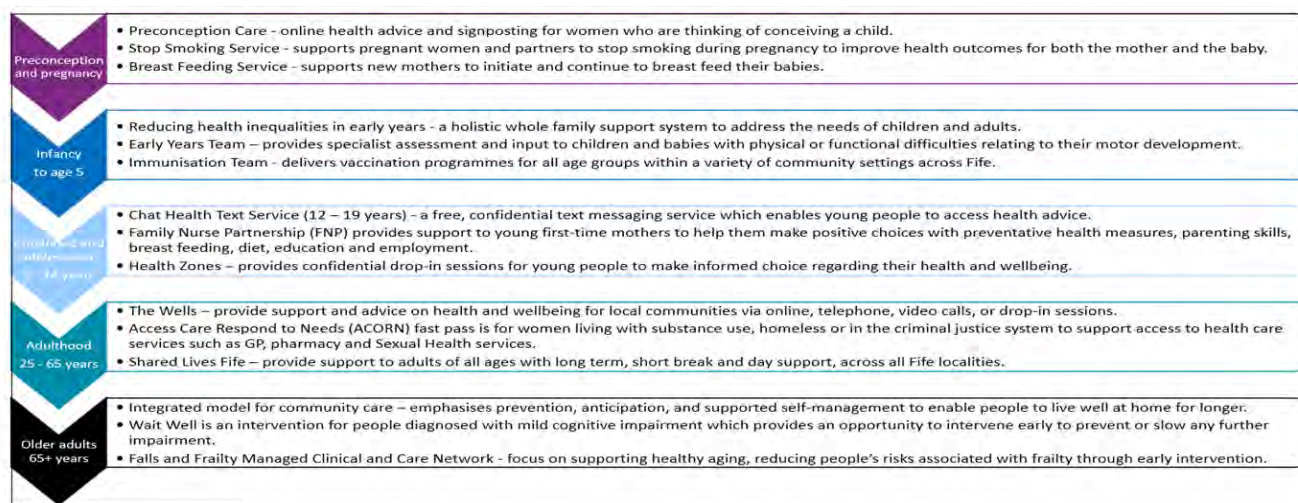 Preconception
and pregnancy
• Preconception Care - online health advice and signposting for women who are thinking of conceiving a child.
• Stop Smoking Service - supports pregnant women and partners to stop smoking during pregnancy to improve health outcomes for both the mother and the baby.
• Breast Feeding Service - supports new mothers to initiate and continue to breast feed their babies.
Infancy
to age 5
• Reducing health inequalities in early years - a holistic whole family support system to address the needs of children and adults.
• Early Years Team – provides specialist assessment and input to children and babies with physical or functional difficulties relating to their motor development.
• Immunisation Team - delivers vaccination programmes for all age groups within a variety of community settings across Fife.
years
• Chat Health Text Service (12 – 19 years) - a free, confidential text messaging service which enables young people to access health advice.
• Family Nurse Partnership (FNP) provides support to young first-time mothers to help them make positive choices with preventative health measures, parenting skills,
breast feeding, diet, education and employment.
• Health Zones – provides confidential drop-in sessions for young people to make informed choice regarding their health and wellbeing.
Adulthood
25 - 65 years
• The Wells – provide support and advice on health and wellbeing for local communities via online, telephone, video calls, or drop-in sessions.
• Access Care Respond to Needs (ACORN) fast pass is for women living with substance use, homeless or in the criminal justice system to support access to health care
services such as GP, pharmacy and Sexual Health services.
• Shared Lives Fife – provide support to adults of all ages with long term, short break and day support, across all Fife localities.
Older adults
65+ years
• Integrated model for community care – emphasises prevention, anticipation, and supported self-management to enable people to live well at home for longer.
• Wait Well is an intervention for people diagnosed with mild cognitive impairment which provides an opportunity to intervene early to prevent or slow any further
impairment.
• Falls and Frailty Managed Clinical and Care Network - focus on supporting healthy aging, reducing people's risks associated with frailty through early intervention.